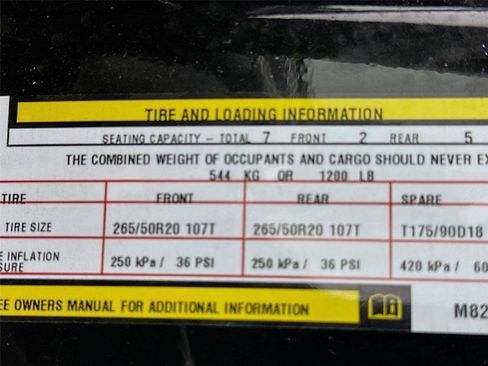 TIRE AND LOADING INFORMATION
SEATING CAPACITY – TOTAL 7 FRONT 2 REAR 5
THE COMBINED WEIGHT OF OCCUPANTS AND CARGO SHOULD NEVER EX
544 KG OR 1200 LB
TIRE FRONT REAR SPARE
TIRE SIZE 265/50R20 107T 265/50R20 107T T175/90D18
E INFLATION
SURE 250 kPa / 36 PSI 250 kPa / 36 PSI 420 kPa / 60
EE OWNERS MANUAL FOR ADDITIONAL INFORMATION
M82